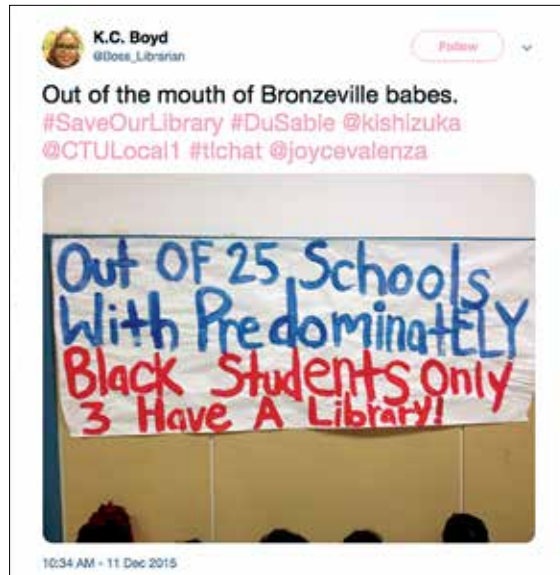 K.C. Boyd
@Boss_Librarian
Follow
Out of the mouth of Bronzeville babes.
#SaveOurLibrary #DuSable @kishizuka
@CTULocal1 #tlchat @joycevalenza
Out OF 25 Schools
With PredominatELY
Black Students Only
3 Have A Library!
10:34 AM - 11 Dec 2015